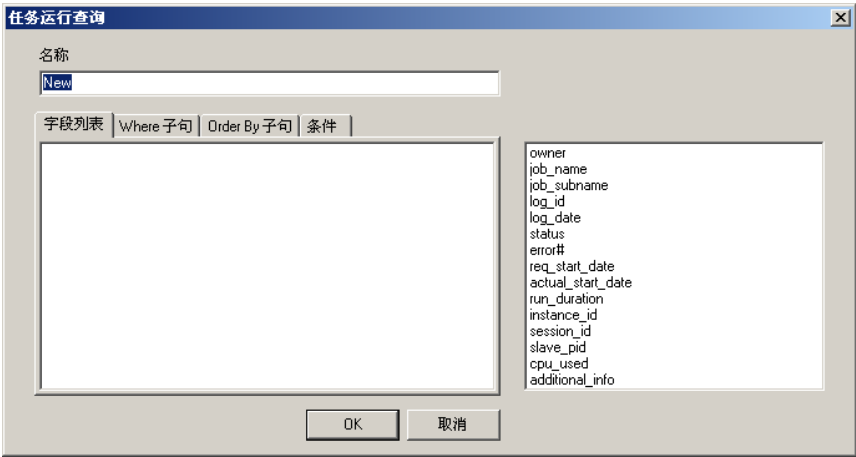 任务运行查询
名称
New
字段列表 Where 子句 Order By 子句 条件
owner
job_name
job_subname
log_id
log_date
status
error#
req_start_date
actual_start_date
run_duration
instance_id
session_id
slave_pid
cpu_used
additional_info
OK 取消